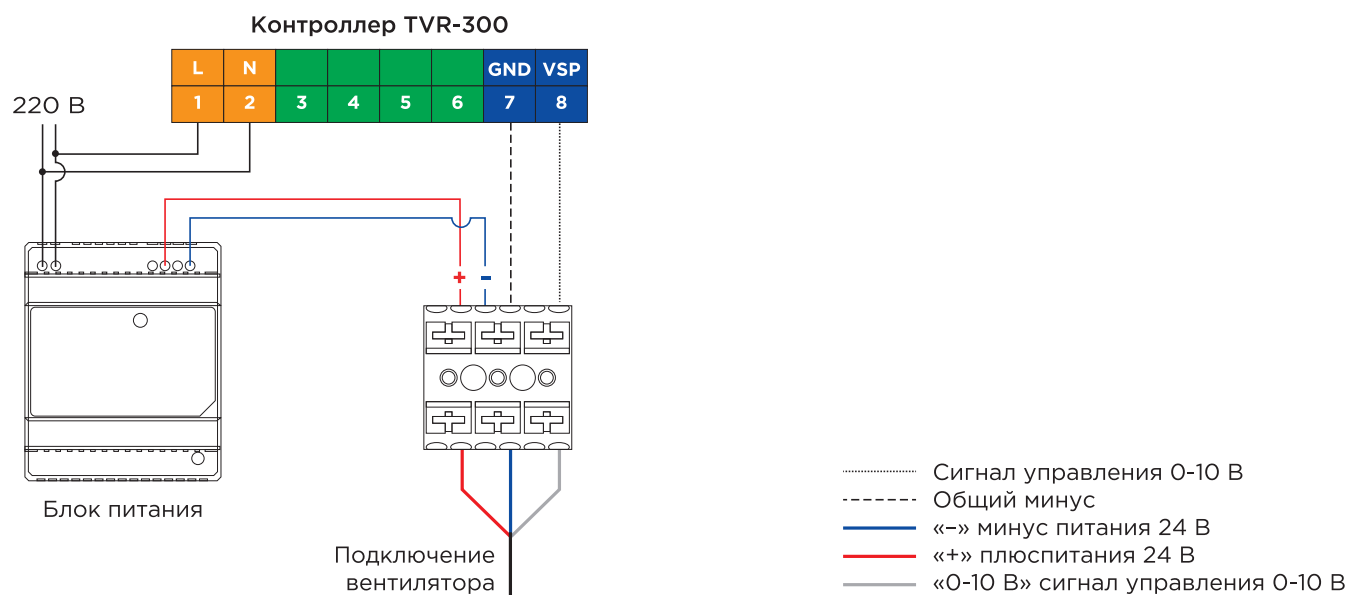 Контроллер TVR-300
L N GND VSP
1 2 3 4 5 6 7 8
220 В
+ –
Блок питания
Подключение
вентилятора
Сигнал управления 0-10 В
Общий минус
«–» минус питания 24 В
«+» плюспитания 24 В
«0-10 В» сигнал управления 0-10 В